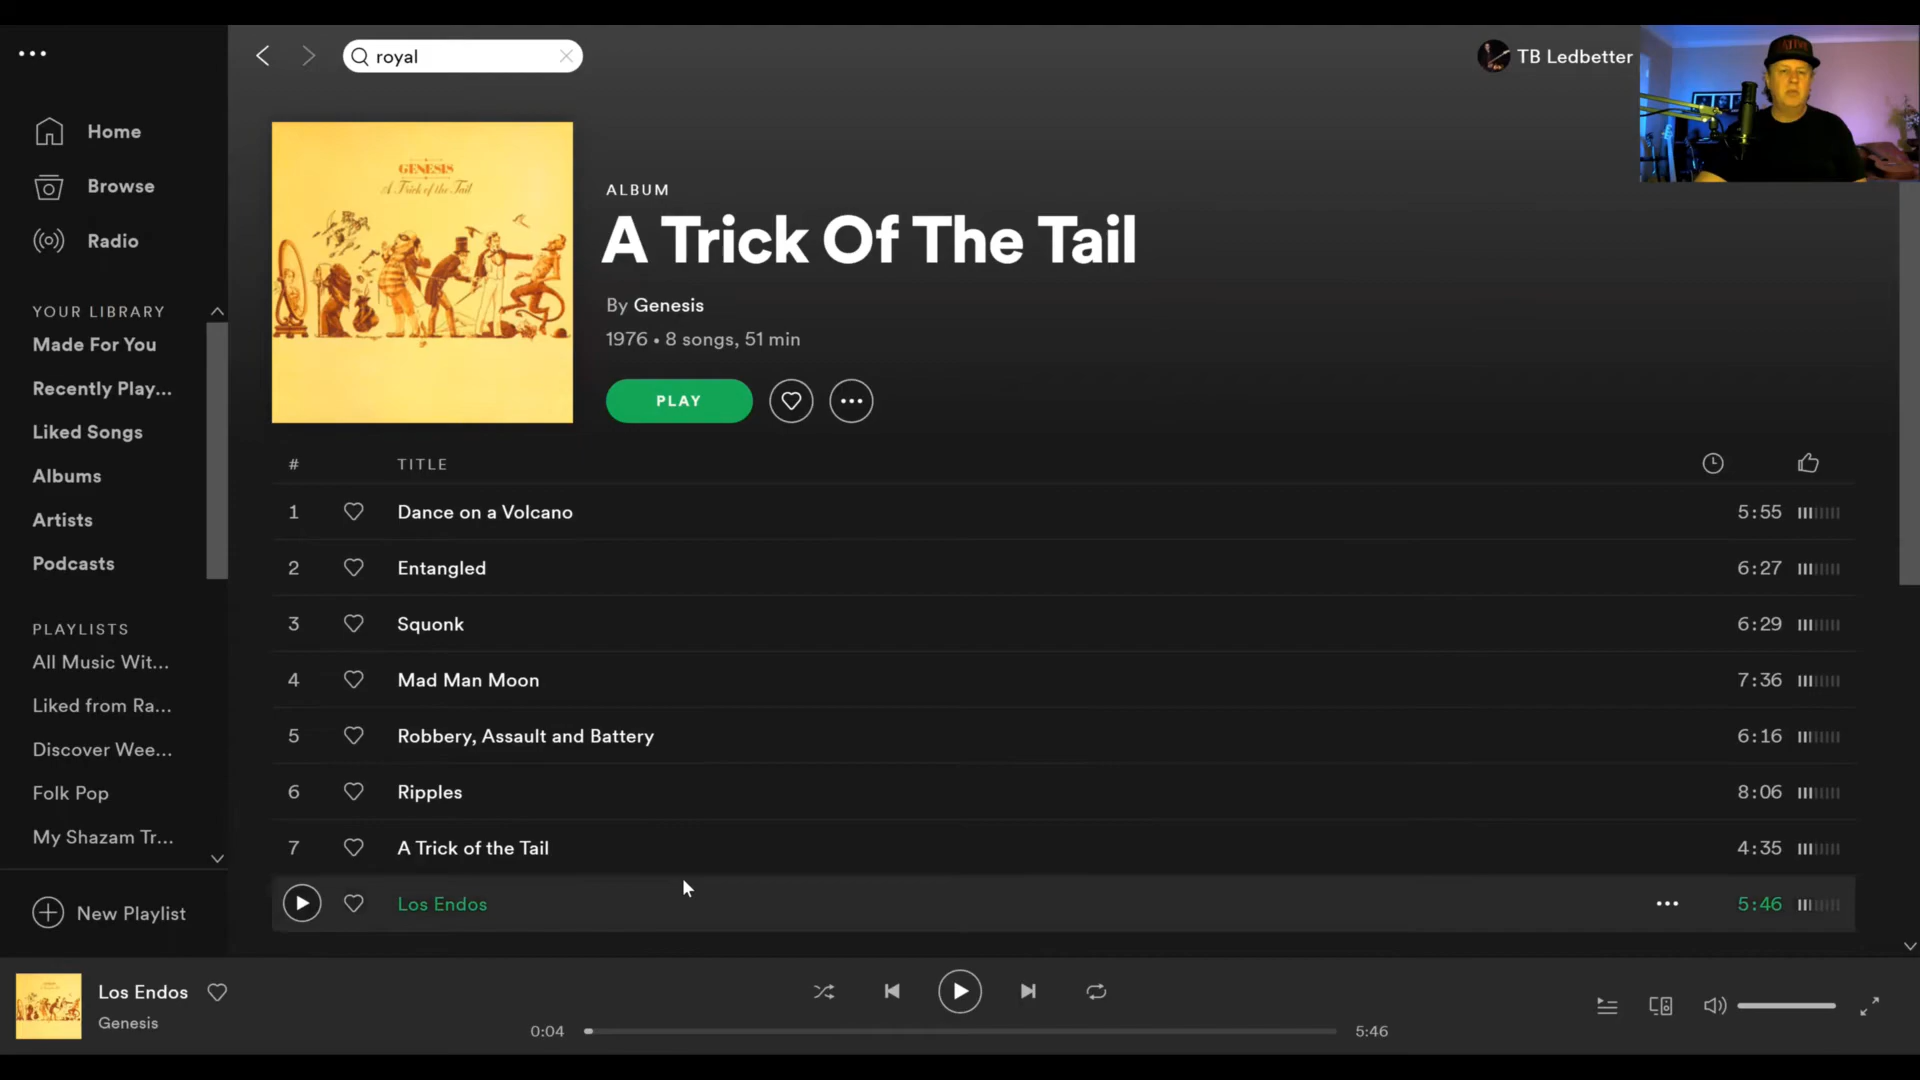 royal
TB Ledbetter
Home
Browse
Radio
YOUR LIBRARY
Made For You
Recently Play...
Liked Songs
Albums
Artists
Podcasts
PLAYLISTS
All Music Wit...
Liked from Ra...
Discover Wee...
Folk Pop
My Shazam Tr...
New Playlist
GENESIS
A Trick of the Tail
ALBUM
A Trick Of The Tail
By Genesis
1976 • 8 songs, 51 min
PLAY
# TITLE
1 Dance on a Volcano 5:55
2 Entangled 6:27
3 Squonk 6:29
4 Mad Man Moon 7:36
5 Robbery, Assault and Battery 6:16
6 Ripples 8:06
7 A Trick of the Tail 4:35
Los Endos 5:46
Los Endos
Genesis
0:04 5:46